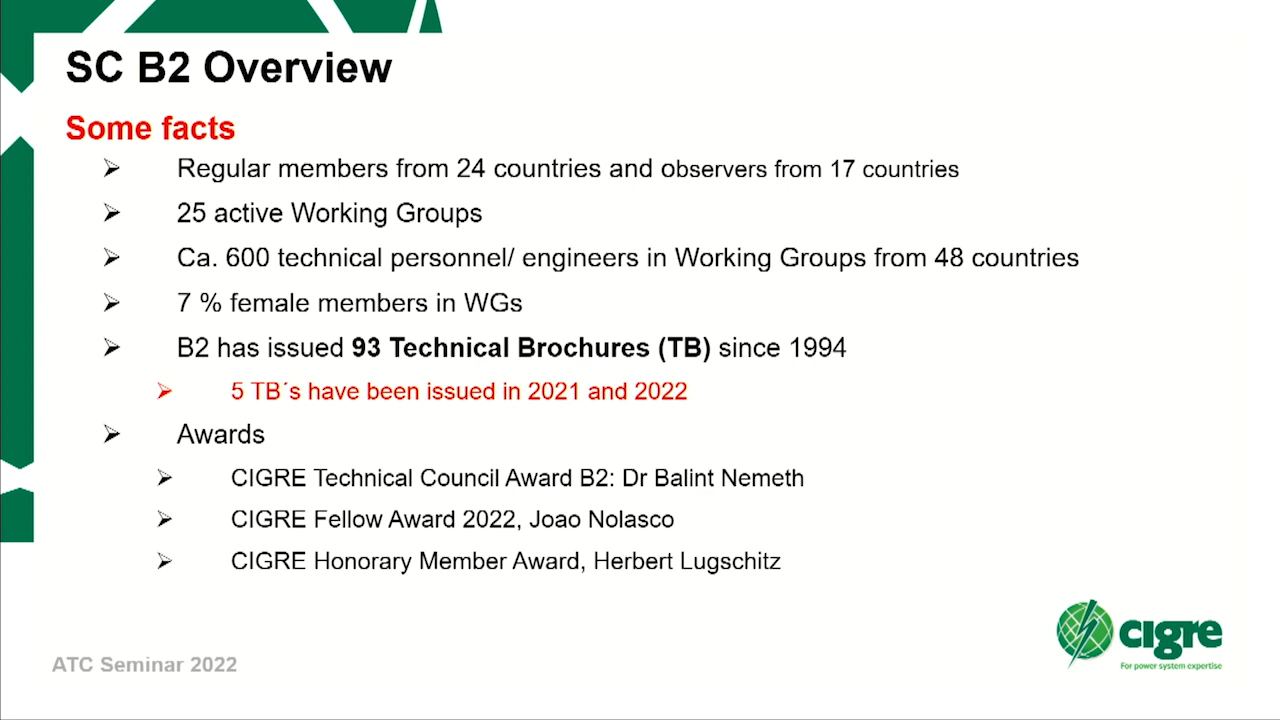 SC B2 Overview
Some facts
Regular members from 24 countries and observers from 17 countries
25 active Working Groups
Ca. 600 technical personnel/ engineers in Working Groups from 48 countries
7 % female members in WGs
B2 has issued 93 Technical Brochures (TB) since 1994
5 TB´s have been issued in 2021 and 2022
Awards
CIGRE Technical Council Award B2: Dr Balint Nemeth
CIGRE Fellow Award 2022, Joao Nolasco
CIGRE Honorary Member Award, Herbert Lugschitz
cigre
For power system expertise
ATC Seminar 2022